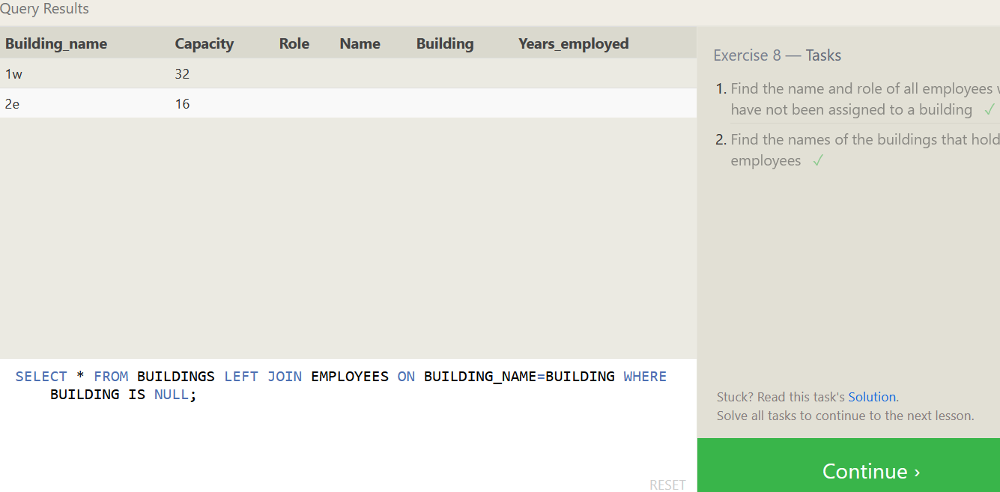 Query Results
Building_name Capacity Role Name Building Years_employed
1w 32
2e 16
Exercise 8 — Tasks
1. Find the name and role of all employees
have not been assigned to a building ✓
2. Find the names of the buildings that hold
employees ✓
SELECT * FROM BUILDINGS LEFT JOIN EMPLOYEES ON BUILDING_NAME=BUILDING WHERE
BUILDING IS NULL;
Stuck? Read this task's Solution.
Solve all tasks to continue to the next lesson.
RESET
Continue ›